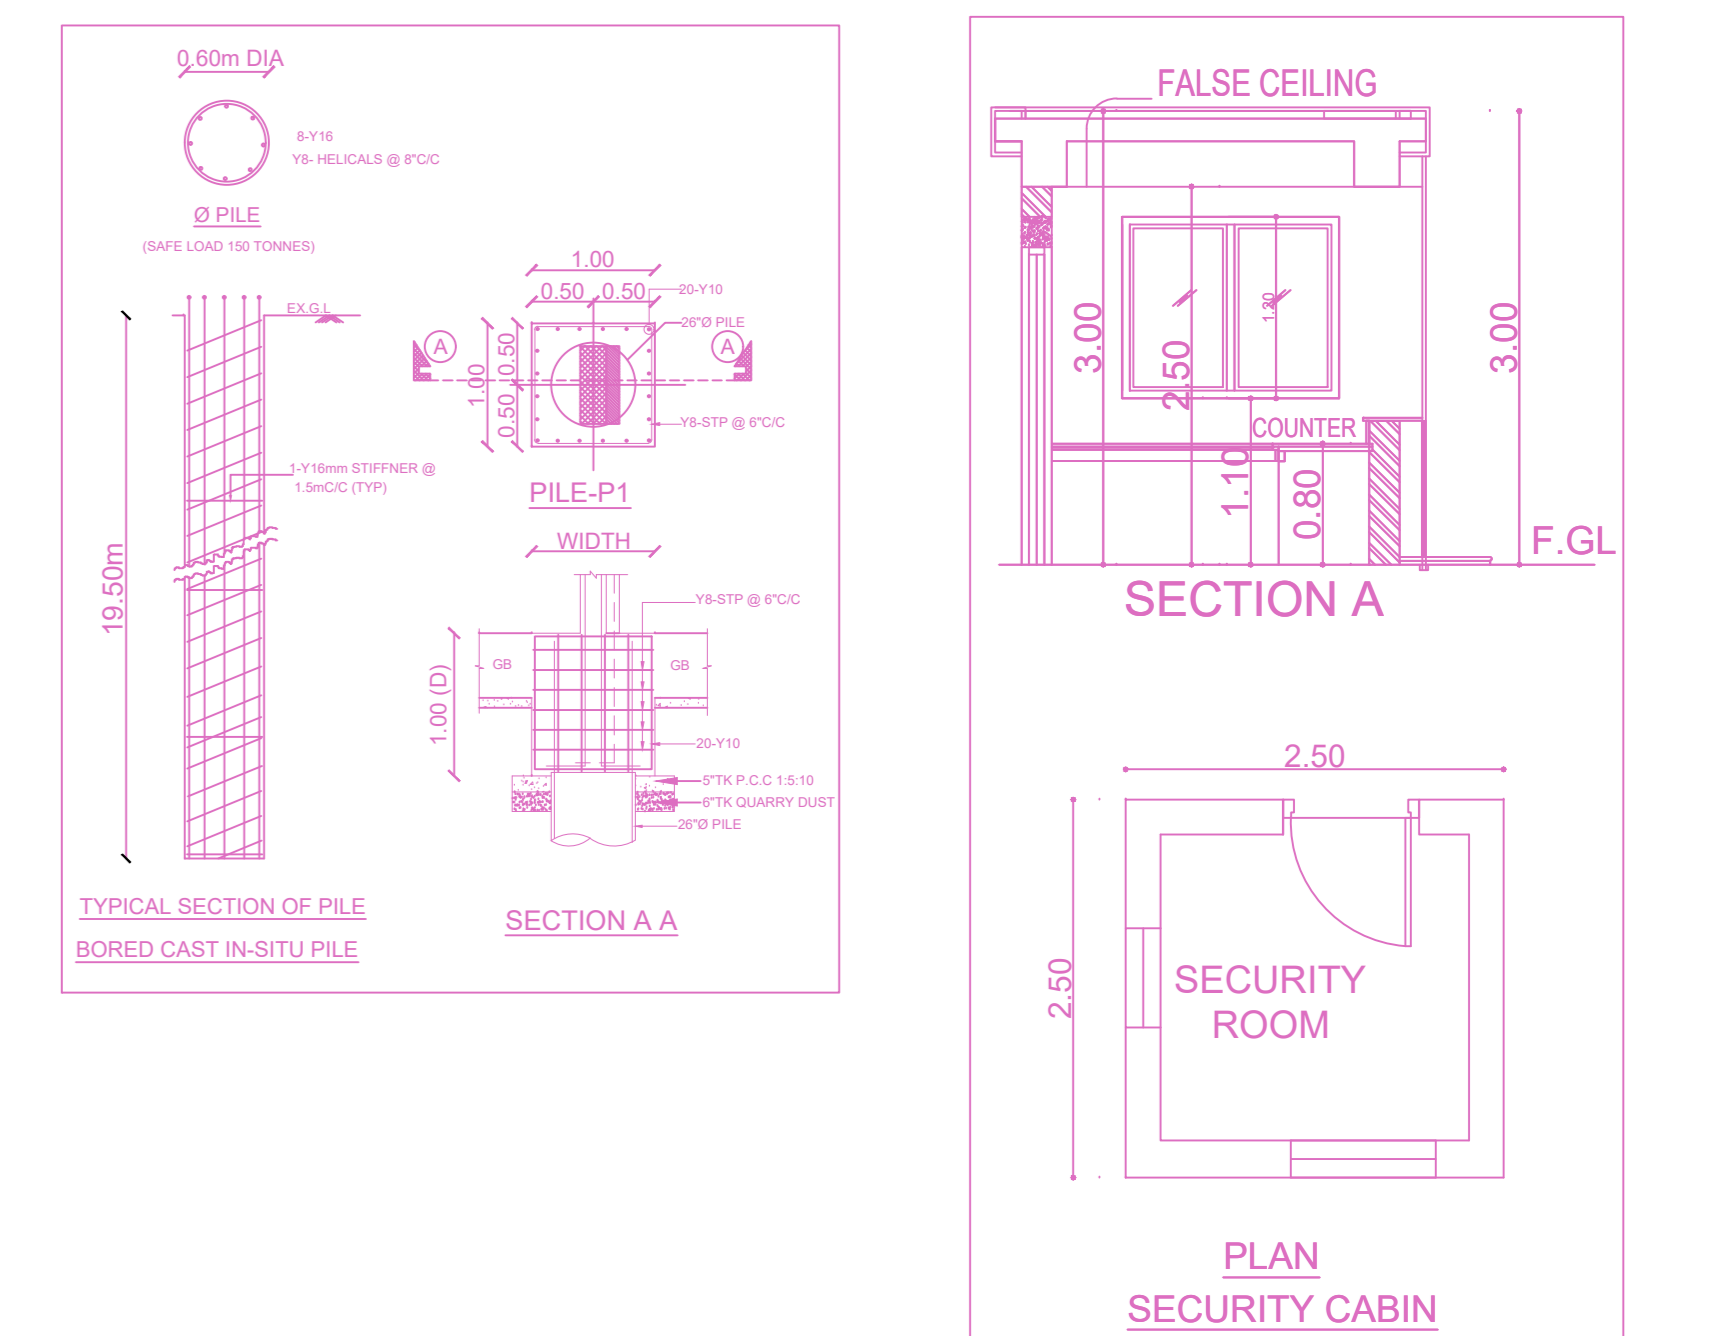 0.60m DIA
8-Y16
Y8- HELICALS @ 8"C/C
Ø PILE
(SAFE LOAD 150 TONNES)
EX.G.L
1-Y16mm STIFFNER @
1.5mC/C (TYP)
19.50m
TYPICAL SECTION OF PILE
BORED CAST IN-SITU PILE
1.00
0.50
0.50
20-Y10
26"Ø PILE
A
A
1.00
0.50
0.50
Y8-STP @ 6"C/C
PILE-P1
WIDTH
Y8-STP @ 6"C/C
GB
GB
1.00 (D)
20-Y10
5"TK P.C.C 1:5:10
6"TK QUARRY DUST
26"Ø PILE
SECTION A A
FALSE CEILING
3.00
2.50
1.20
3.00
COUNTER
1.10
0.80
F.GL
SECTION A
2.50
2.50
SECURITY
ROOM
PLAN
SECURITY CABIN